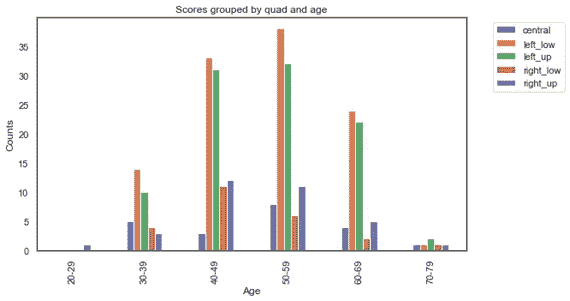 Scores grouped by quad and age
central
left_low
left_up
right_low
right_up
Counts
35
30
25
20
15
10
5
0
20-29
30-39
40-49
50-59
60-69
70-79
Age